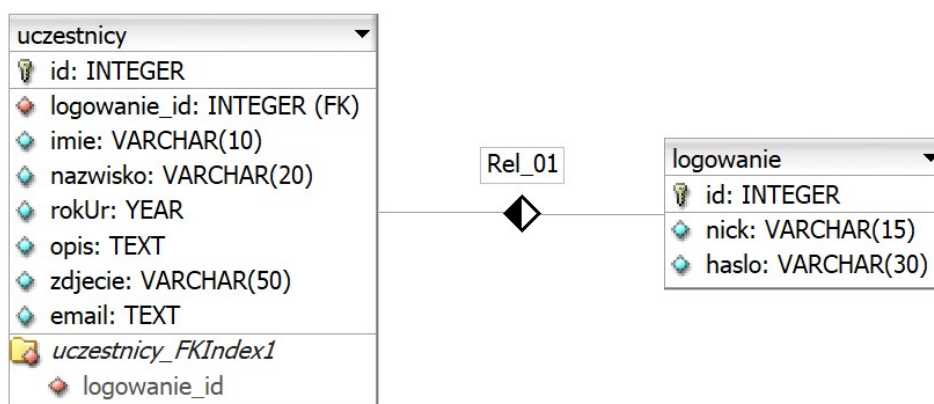 uczestnicy
id: INTEGER
logowanie_id: INTEGER (FK)
imie: VARCHAR(10)
nazwisko: VARCHAR(20)
rokUr: YEAR
opis: TEXT
zdjecie: VARCHAR(50)
email: TEXT
uczestnicy_FKIndex1
logowanie_id
Rel_01
logowanie
id: INTEGER
nick: VARCHAR(15)
haslo: VARCHAR(30)